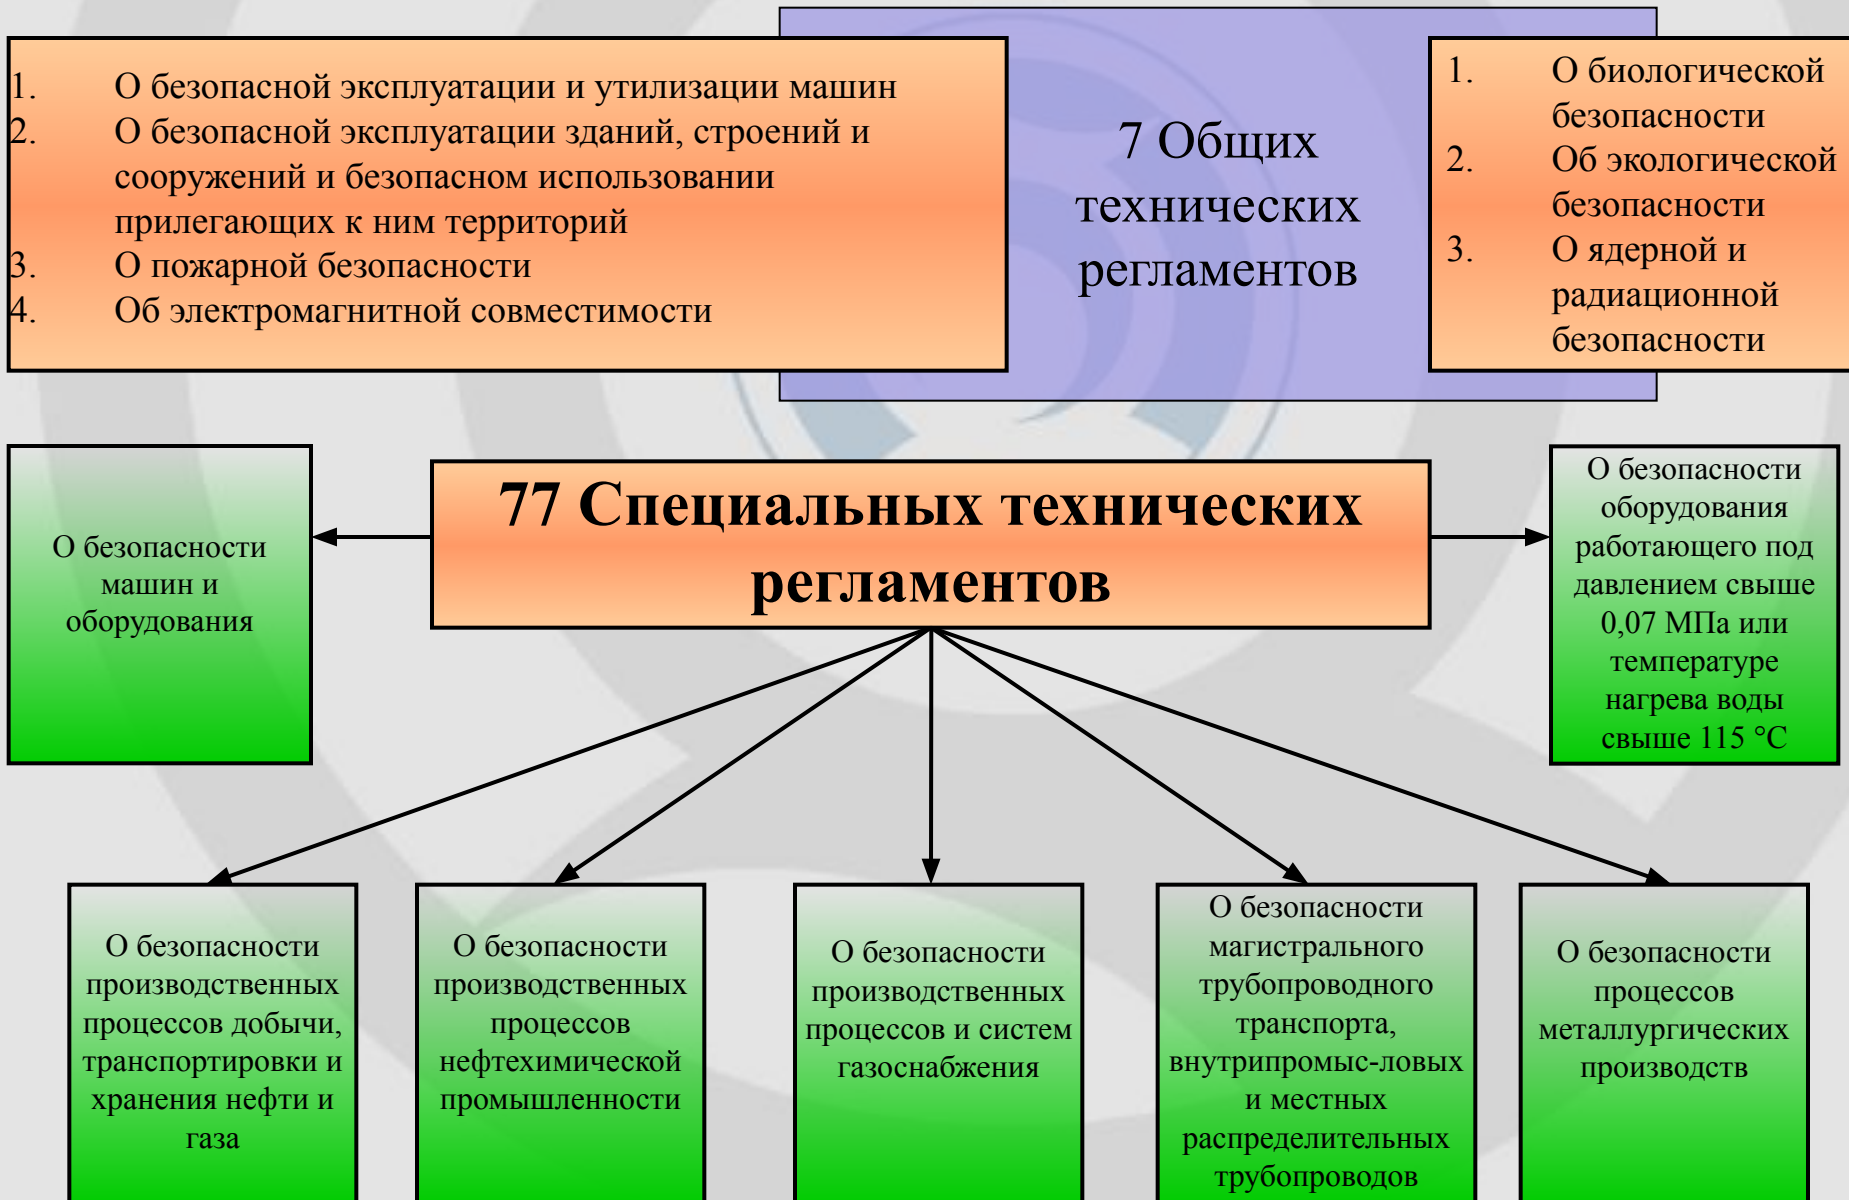 1. О безопасной эксплуатации и утилизации машин
2. О безопасной эксплуатации зданий, строений и
сооружений и безопасном использовании
прилегающих к ним территорий
3. О пожарной безопасности
4. Об электромагнитной совместимости
7 Общих
технических
регламентов
1. О биологической
безопасности
2. Об экологической
безопасности
3. О ядерной и
радиационной
безопасности
О безопасности
машин и
оборудования
77 Специальных технических
регламентов
О безопасности
оборудования
работающего под
давлением свыше
0,07 МПа или
температуре
нагрева воды
свыше 115 °С
О безопасности
производственных
процессов добычи,
транспортировки и
хранения нефти и
газа
О безопасности
производственных
процессов
нефтехимической
промышленности
О безопасности
производственных
процессов и систем
газоснабжения
О безопасности
магистрального
трубопроводного
транспорта,
внутрипромыс-ловых
и местных
распределительных
трубопроводов
О безопасности
процессов
металлургических
производств